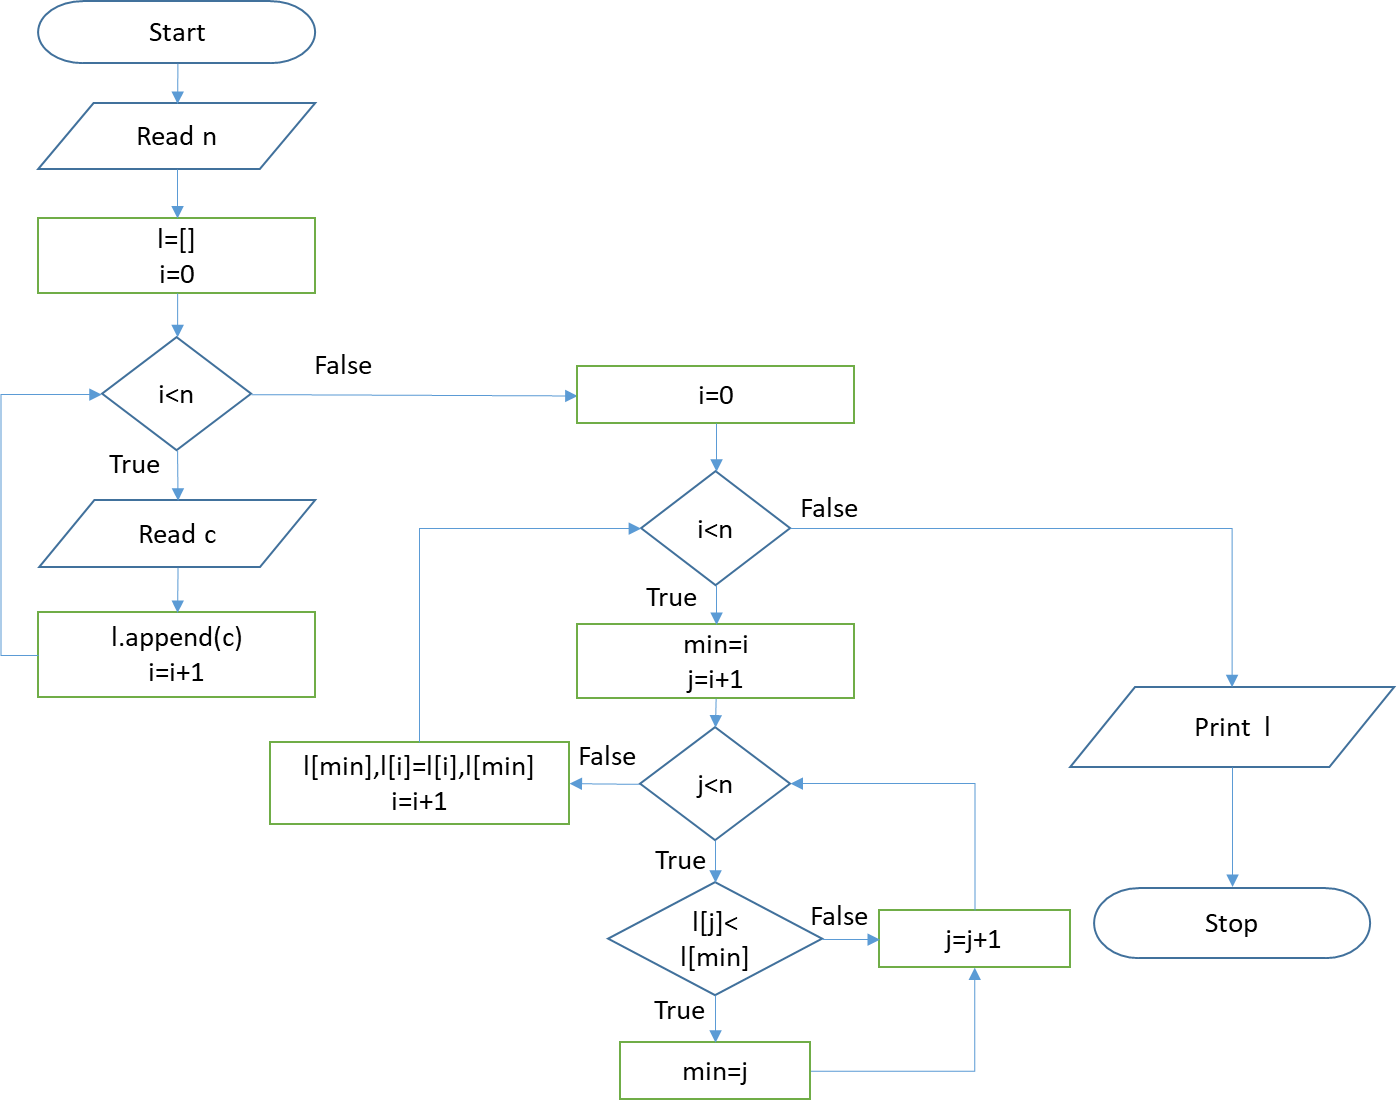 Start
Read n
l=[]
i=0
i<n
False
True
Read c
l.append(c)
i=i+1
i=0
i<n
False
True
min=i
j=i+1
j<n
False
l[min],l[i]=l[i],l[min]
i=i+1
True
l[j]<
l[min]
False
j=j+1
True
min=j
Print l
Stop